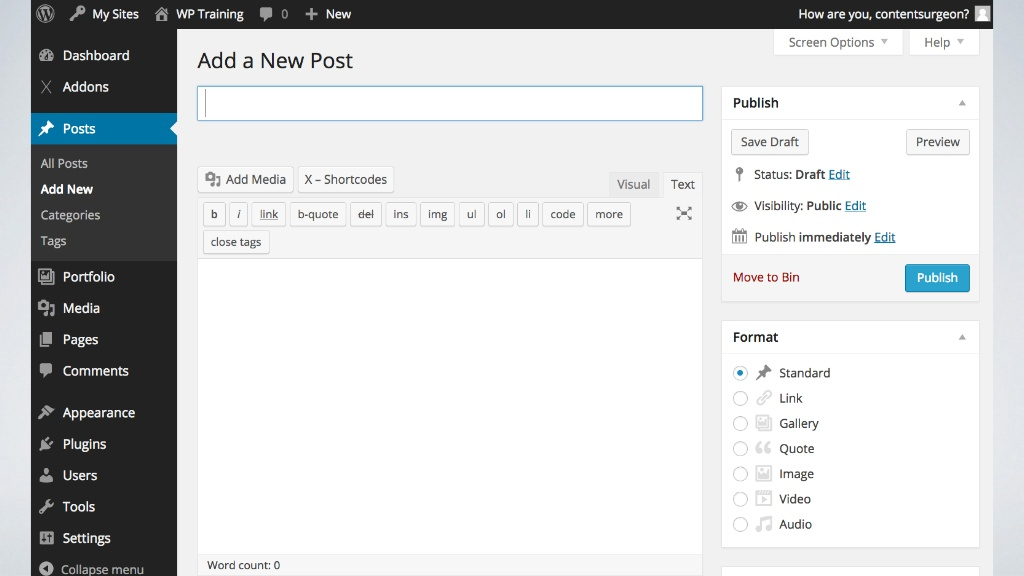 My Sites WP Training 0 New How are you, contentsurgeon?
Screen Options Help
Dashboard
Addons
Posts
All Posts
Add New
Categories
Tags
Portfolio
Media
Pages
Comments
Appearance
Plugins
Users
Tools
Settings
Collapse menu
Add a New Post
Add Media X – Shortcodes
Visual Text
b i link b-quote del ins img ul ol li code more
close tags
Word count: 0
Publish
Save Draft Preview
Status: Draft Edit
Visibility: Public Edit
Publish immediately Edit
Move to Bin Publish
Format
Standard
Link
Gallery
Quote
Image
Video
Audio